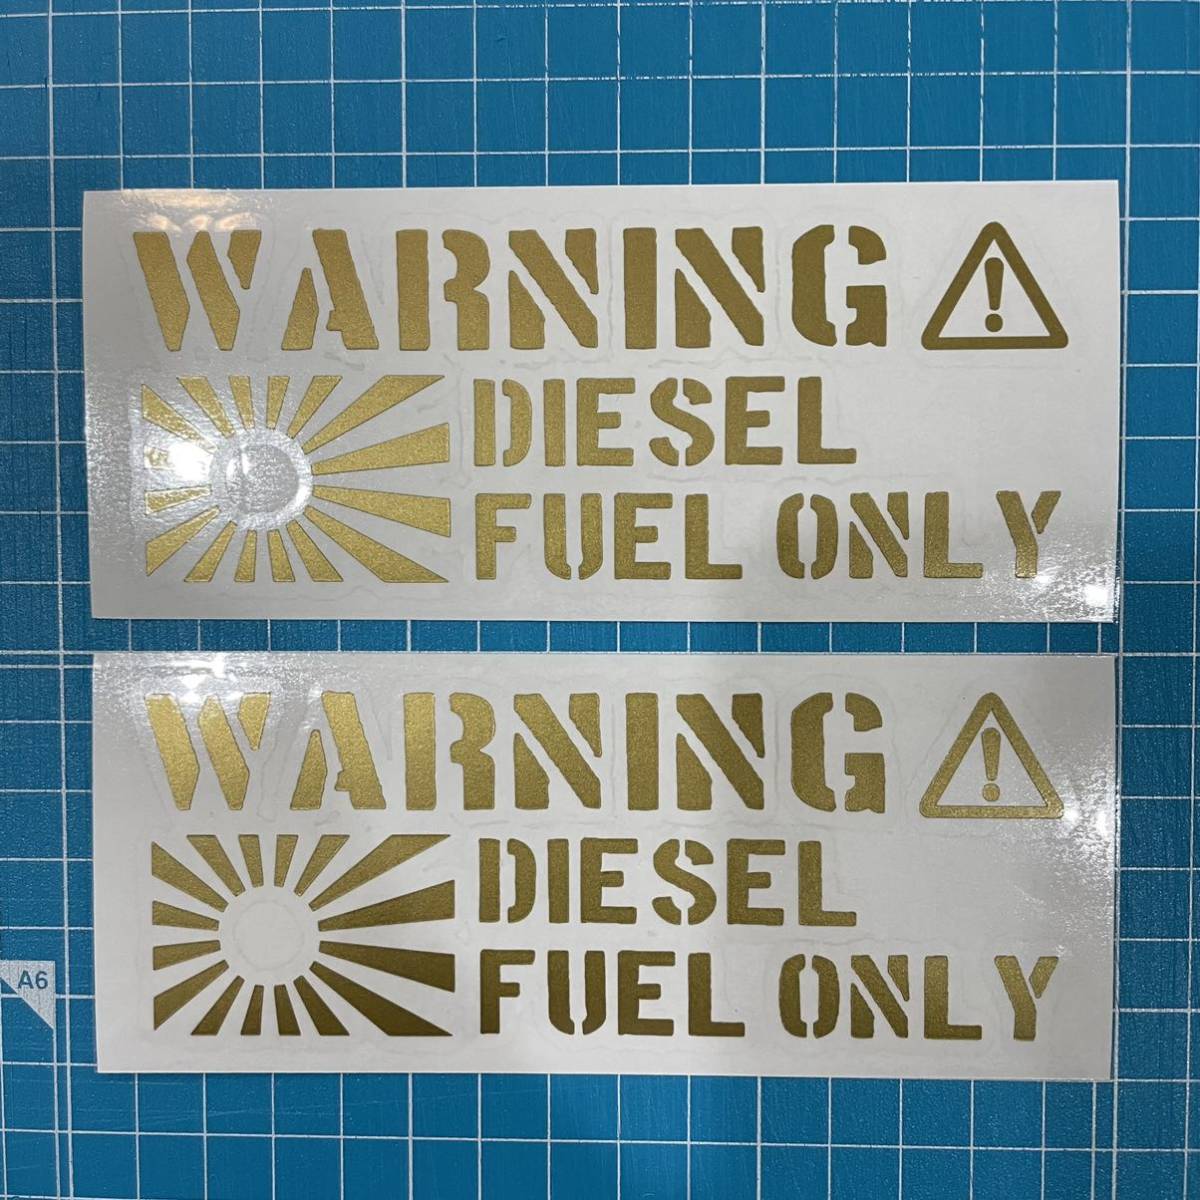 WARNING
DIESEL
FUEL ONLY
WARNING
DIESEL
FUEL ONLY
A6